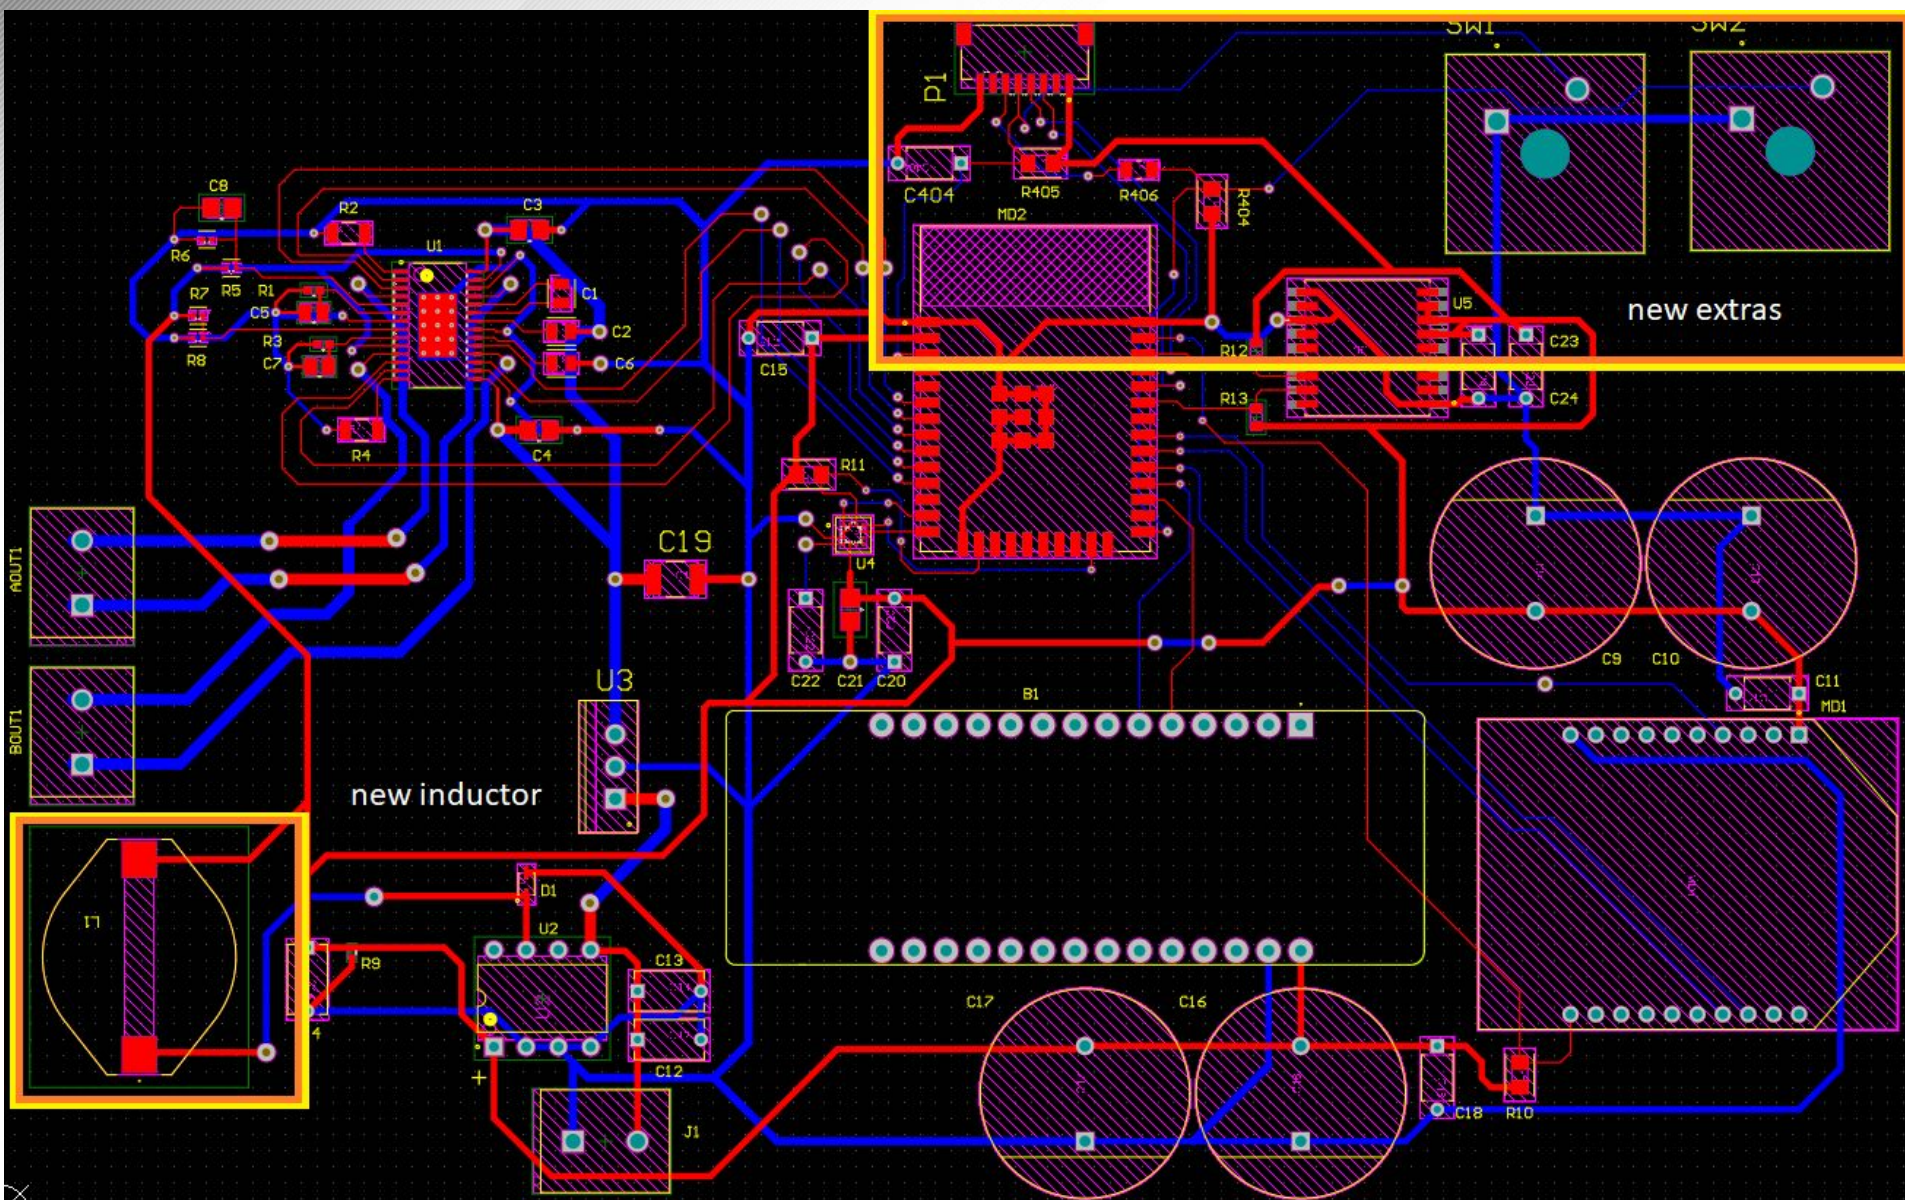 SW1
SW2
P1
C404
R405
R406
R404
MD2
new extras
U5
C8
R2
C3
R6
U1
R7
R5
R1
C1
C5
C2
R3
R8
C7
C6
C15
R12
C23
R13
C24
R4
C4
R11
AOUT1
C19
U4
C9
C10
C22
C21
C20
C11
MD1
BOUT1
U3
B1
new inductor
L1
D1
R9
U2
C13
C17
C16
4
C12
+
J1
C18
R10